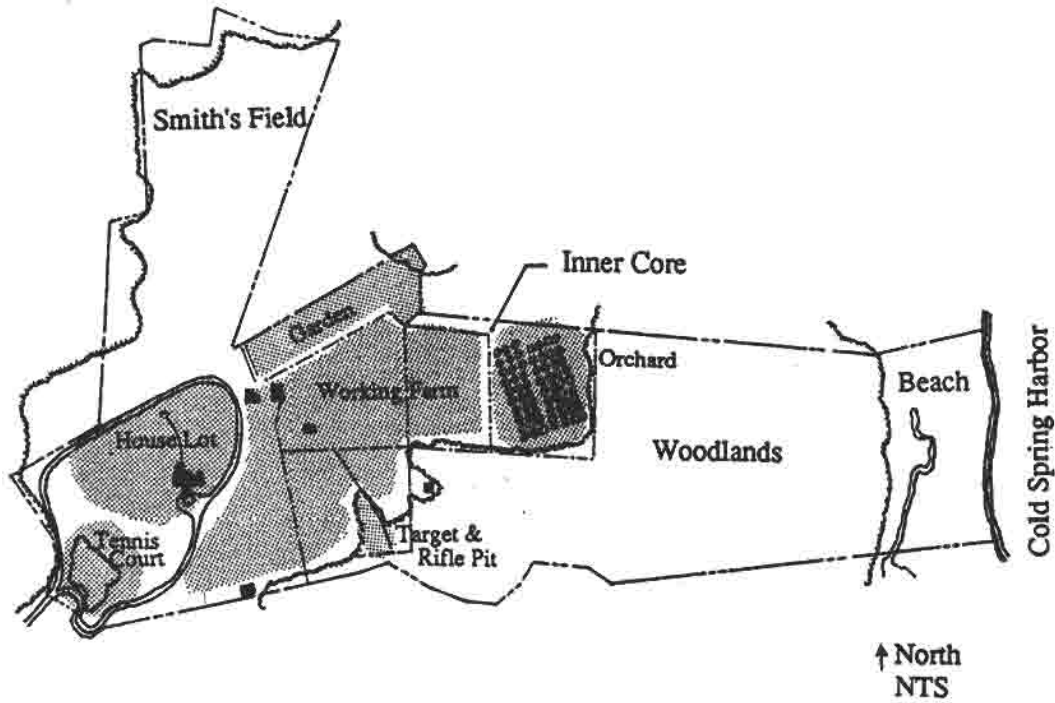 Smith's Field
Inner Core
Garden
Orchard
Working Farm
Beach
House Lot
Woodlands
Cold Spring Harbor
Tennis
Court
Target &
Rifle Pit
North
NTS